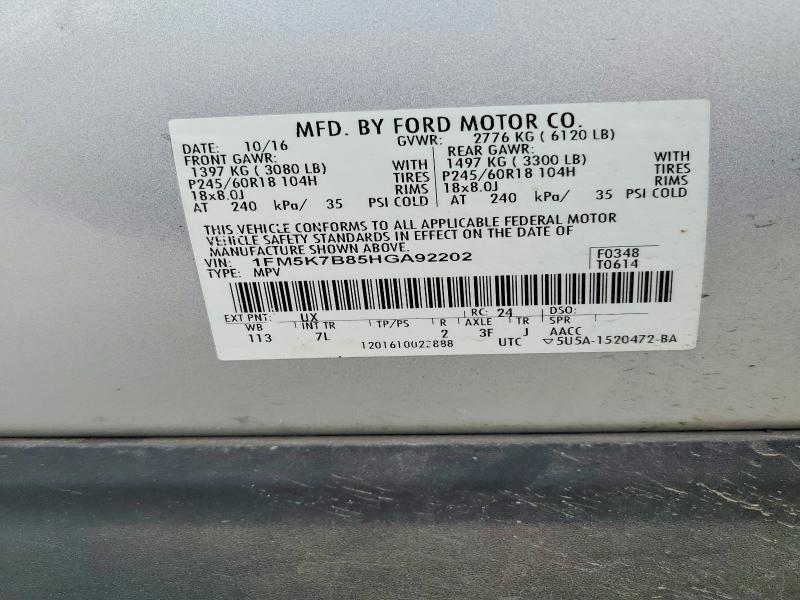 MFD. BY FORD MOTOR CO.
DATE: 10/16 GVWR: 2776 KG ( 6120 LB)
FRONT GAWR: REAR GAWR:
1397 KG ( 3080 LB) WITH 1497 KG ( 3300 LB) WITH
P245/60R18 104H TIRES P245/60R18 104H TIRES
18x8.0J RIMS 18x8.0J RIMS
AT 240 kPa/ 35 PSI COLD AT 240 kPa/ 35 PSI COLD
THIS VEHICLE CONFORMS TO ALL APPLICABLE FEDERAL MOTOR
VEHICLE SAFETY STANDARDS IN EFFECT ON THE DATE OF
MANUFACTURE SHOWN ABOVE.
VIN: 1FM5K7B85HGA92202 F0348
TYPE: MPV T0614
EXT PNT: UX RC: 24 DSO:
WB INT TR TP/PS R AXLE TR SPR
113 7L 2 3F J AACC
1201610022888 UTC ▽5U5A-1520472-BA